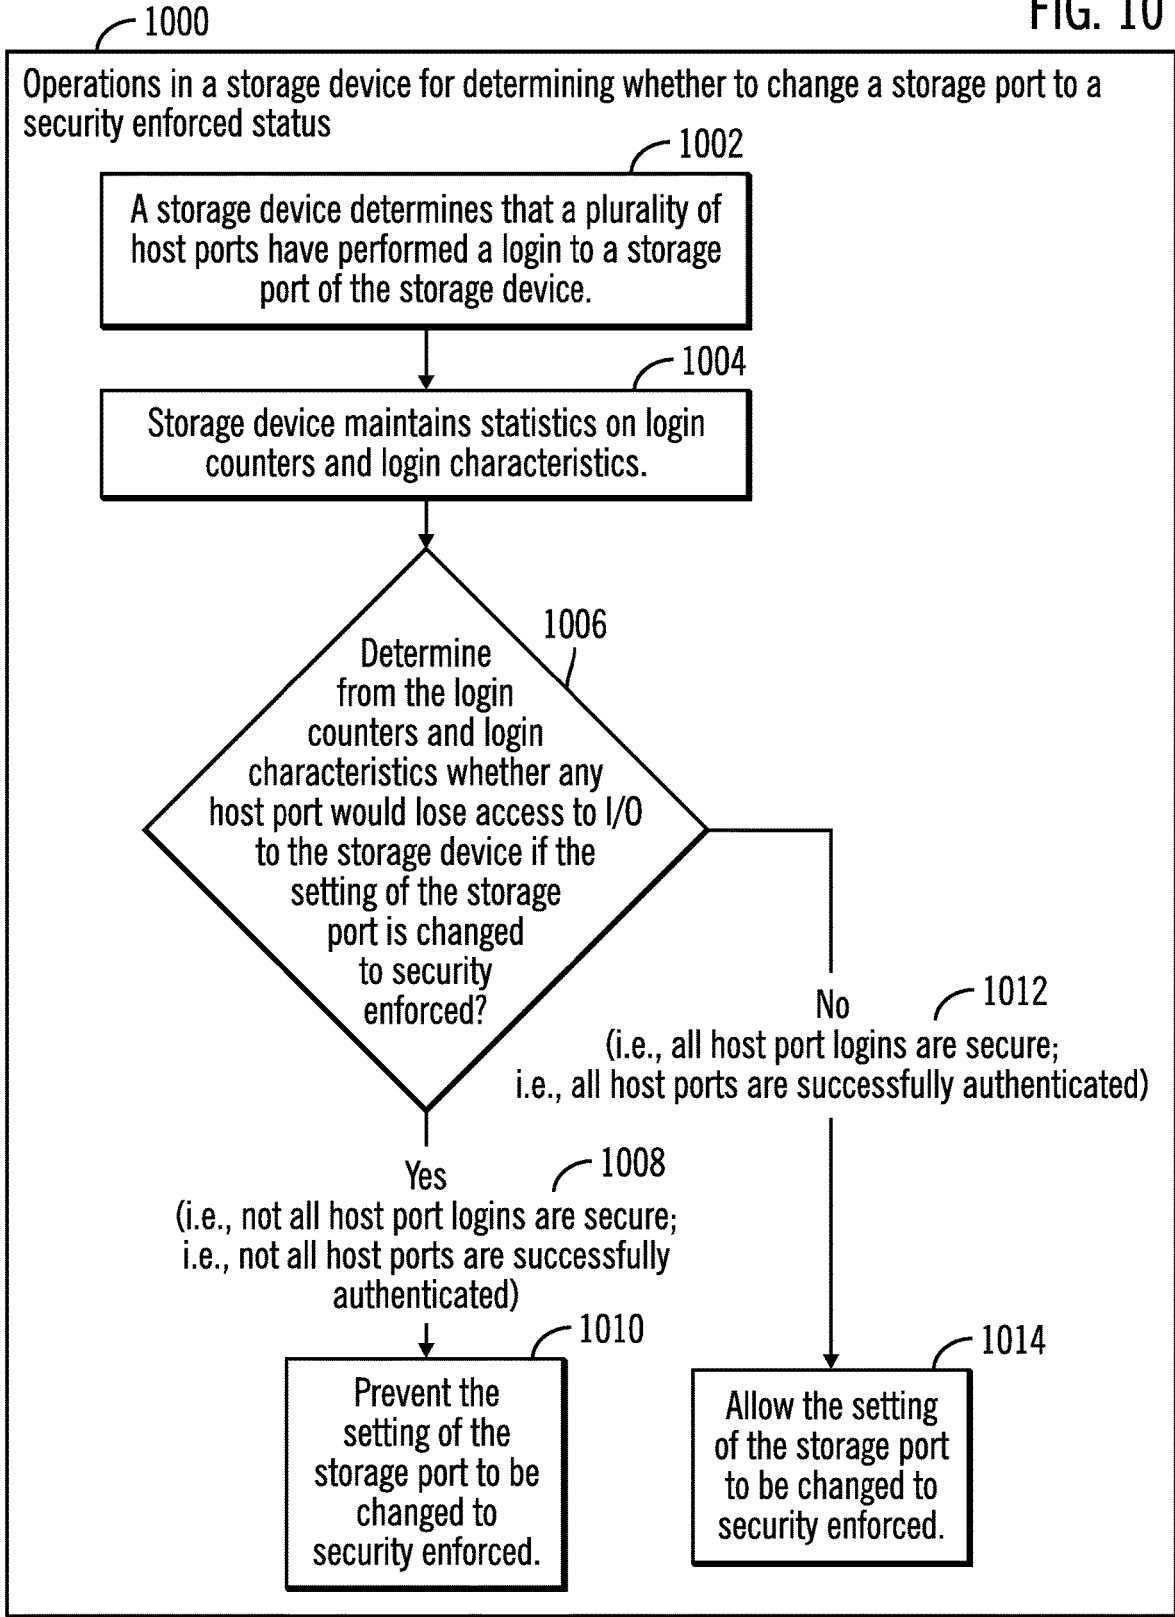 FIG. 10
1000
Operations in a storage device for determining whether to change a storage port to a
security enforced status
1002
A storage device determines that a plurality of
host ports have performed a login to a storage
port of the storage device.
1004
Storage device maintains statistics on login
counters and login characteristics.
1006
Determine
from the login
counters and login
characteristics whether any
host port would lose access to I/O
to the storage device if the
setting of the storage
port is changed
to security
enforced?
No
1012
(i.e., all host port logins are secure;
i.e., all host ports are successfully authenticated)
Yes
1008
(i.e., not all host port logins are secure;
i.e., not all host ports are successfully
authenticated)
1010
Prevent the
setting of the
storage port to be
changed to
security enforced.
1014
Allow the setting
of the storage port
to be changed to
security enforced.